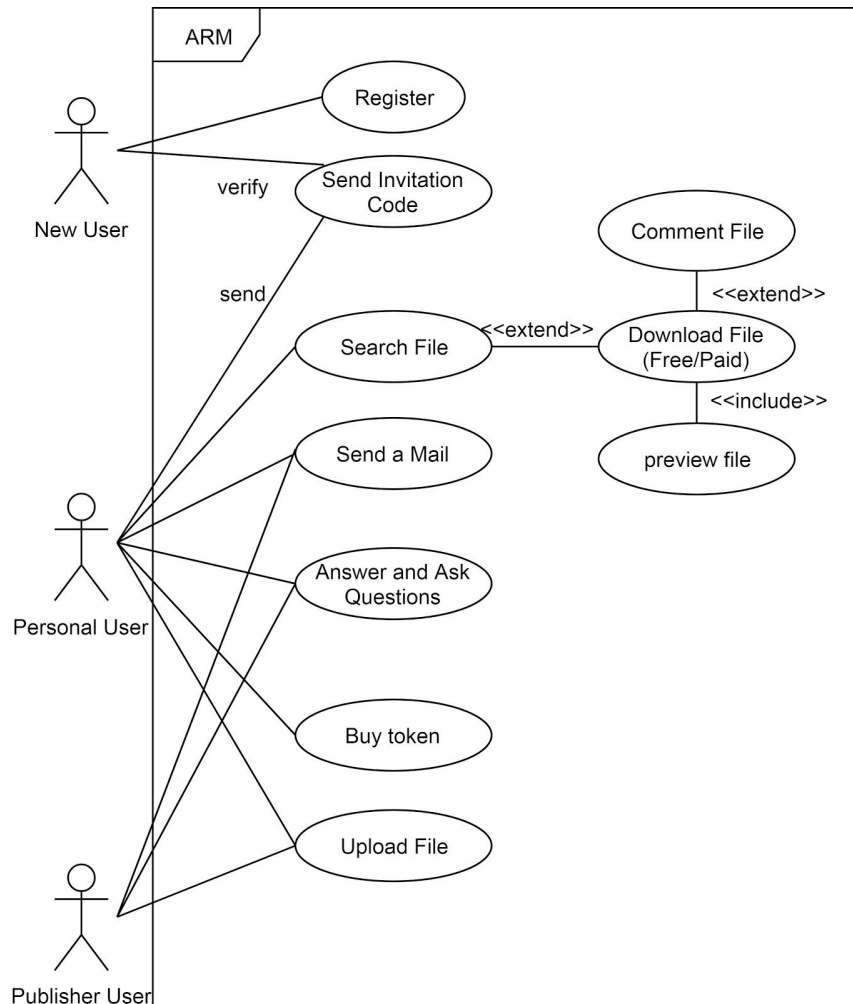 ARM
Register
New User
verify
Send Invitation
Code
send
Comment File
<<extend>>
Search File
<<extend>>
Download File
(Free/Paid)
<<include>>
preview file
Send a Mail
Personal User
Answer and Ask
Questions
Buy token
Upload File
Publisher User